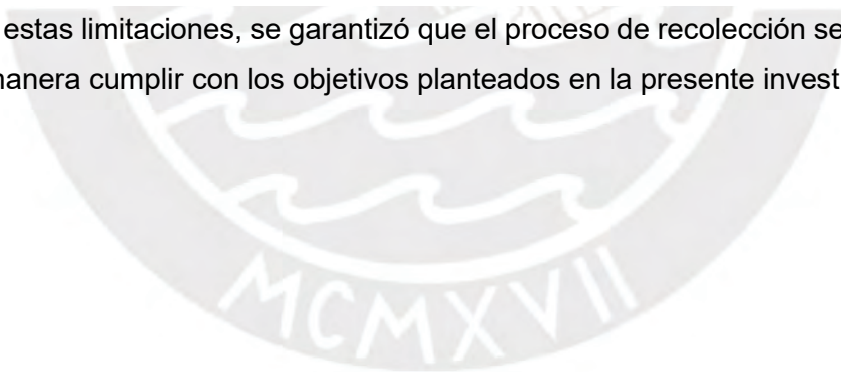 estas limitaciones, se garantizó que el proceso de recolección se
manera cumplir con los objetivos planteados en la presente invest
MCMXVII